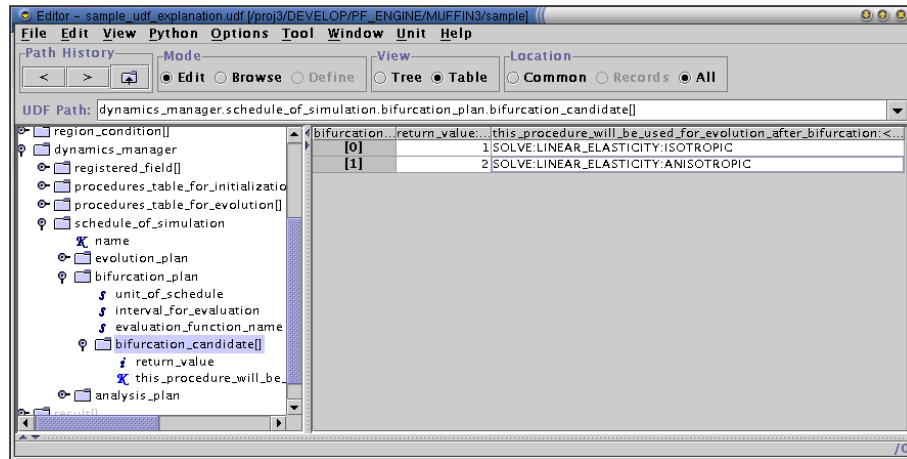 Editor – sample_udf_explanation.udf [/proj3/DEVELOP/PF_ENGINE/MUFFIN3/sample]
File Edit View Python Options Tool Window Unit Help
Path History Mode View Location
< > Edit Browse Define Tree Table Common Records All
UDF Path: dynamics_manager.schedule_of_simulation.bifurcation_plan.bifurcation_candidate[]
region_condition[]
dynamics_manager
registered_field[]
procedures_table_for_initializatio
procedures_table_for_evolution[]
schedule_of_simulation
K name
evolution_plan
bifurcation_plan
s unit_of_schedule
s interval_for_evaluation
s evaluation_function_name
bifurcation_candidate[]
i return_value
K this_procedure_will_be_
analysis_plan
result[]
bifurcation... return_value:... this_procedure_will_be_used_for_evolution_after_bifurcation:<...
[0] 1 SOLVE:LINEAR_ELASTICITY:ISOTROPIC
[1] 2 SOLVE:LINEAR_ELASTICITY:ANISOTROPIC